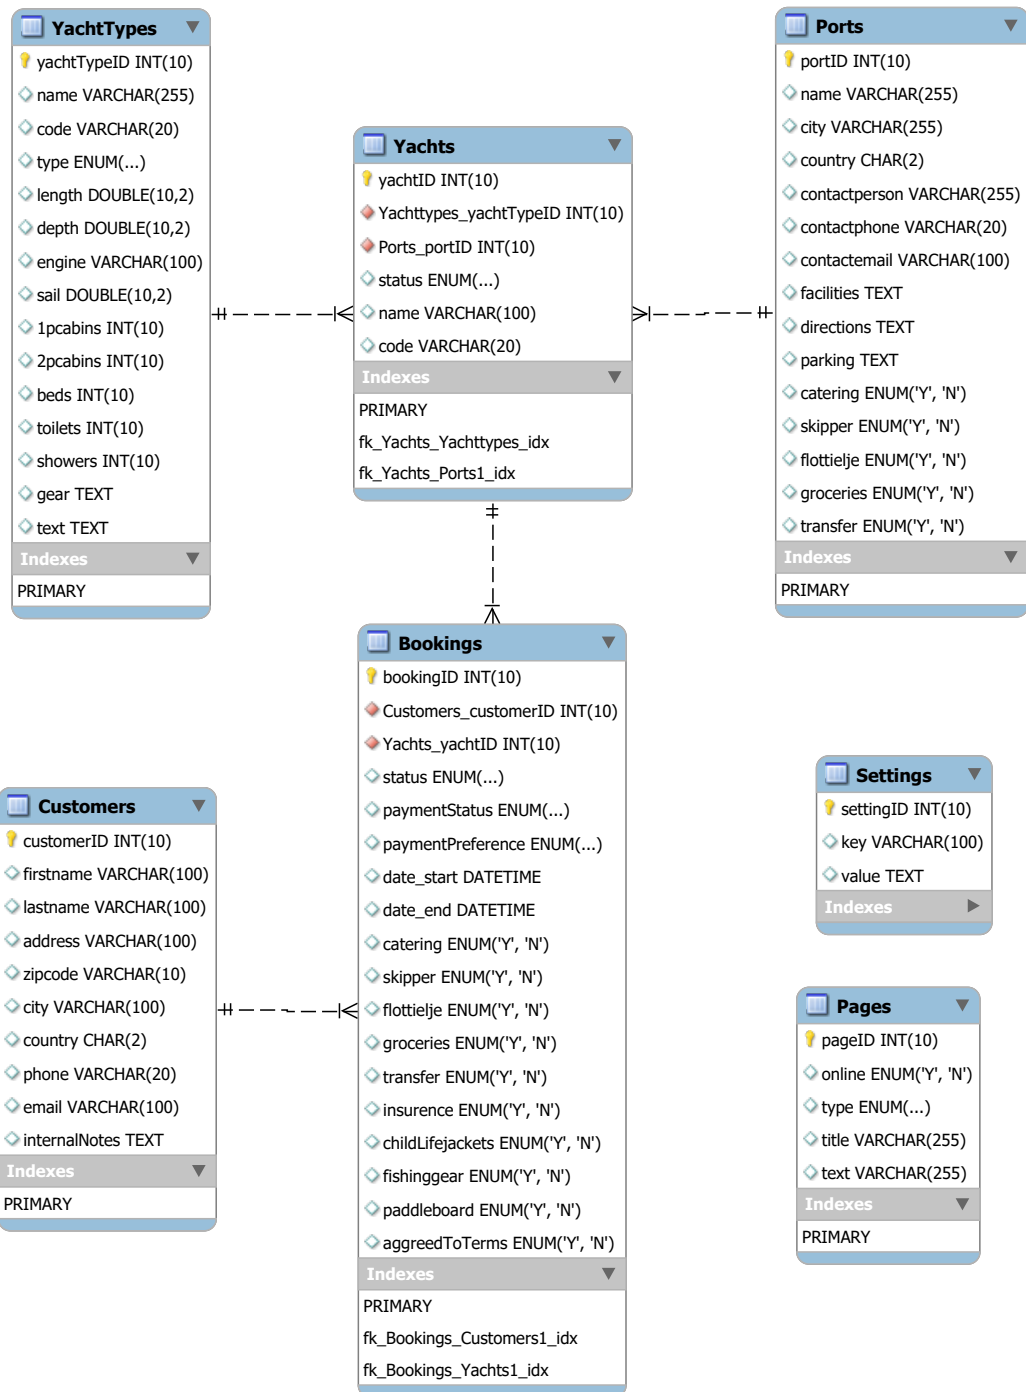 YachtTypes
yachtTypeID INT(10)
name VARCHAR(255)
code VARCHAR(20)
type ENUM(...)
length DOUBLE(10,2)
depth DOUBLE(10,2)
engine VARCHAR(100)
sail DOUBLE(10,2)
1pcabins INT(10)
2pcabins INT(10)
beds INT(10)
toilets INT(10)
showers INT(10)
gear TEXT
text TEXT
Indexes
PRIMARY
Yachts
yachtID INT(10)
Yachttypes_yachtTypeID INT(10)
Ports_portID INT(10)
status ENUM(...)
name VARCHAR(100)
code VARCHAR(20)
Indexes
PRIMARY
fk_Yachts_Yachttypes_idx
fk_Yachts_Ports1_idx
Ports
portID INT(10)
name VARCHAR(255)
city VARCHAR(255)
country CHAR(2)
contactperson VARCHAR(255)
contactphone VARCHAR(20)
contactemail VARCHAR(100)
facilities TEXT
directions TEXT
parking TEXT
catering ENUM('Y', 'N')
skipper ENUM('Y', 'N')
flottielje ENUM('Y', 'N')
groceries ENUM('Y', 'N')
transfer ENUM('Y', 'N')
Indexes
PRIMARY
Customers
customerID INT(10)
firstname VARCHAR(100)
lastname VARCHAR(100)
address VARCHAR(100)
zipcode VARCHAR(10)
city VARCHAR(100)
country CHAR(2)
phone VARCHAR(20)
email VARCHAR(100)
internalNotes TEXT
Indexes
PRIMARY
Bookings
bookingID INT(10)
Customers_customerID INT(10)
Yachts_yachtID INT(10)
status ENUM(...)
paymentStatus ENUM(...)
paymentPreference ENUM(...)
date_start DATETIME
date_end DATETIME
catering ENUM('Y', 'N')
skipper ENUM('Y', 'N')
flottielje ENUM('Y', 'N')
groceries ENUM('Y', 'N')
transfer ENUM('Y', 'N')
insurence ENUM('Y', 'N')
childLifejackets ENUM('Y', 'N')
fishinggear ENUM('Y', 'N')
paddleboard ENUM('Y', 'N')
aggreedToTerms ENUM('Y', 'N')
Indexes
PRIMARY
fk_Bookings_Customers1_idx
fk_Bookings_Yachts1_idx
Settings
settingID INT(10)
key VARCHAR(100)
value TEXT
Indexes
Pages
pageID INT(10)
online ENUM('Y', 'N')
type ENUM(...)
title VARCHAR(255)
text VARCHAR(255)
Indexes
PRIMARY